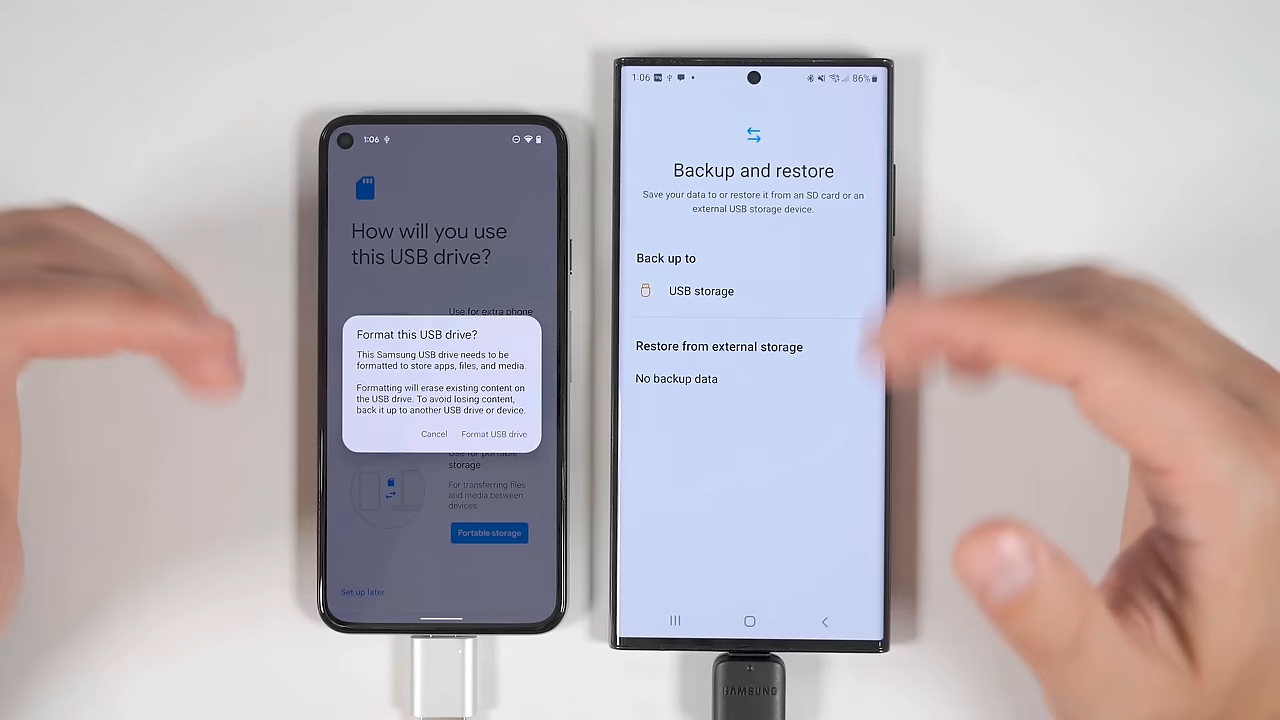 1:06
How will you use
this USB drive?
Use for extra phone
Format this USB drive?
This Samsung USB drive needs to be
formatted to store apps, files, and media.
Formatting will erase existing content on
the USB drive. To avoid losing content,
back it up to another USB drive or device.
Cancel Format USB drive
Use for portable
storage
For transferring files
and media between
devices
Portable storage
Set up later
1:06
86%
Backup and restore
Save your data to or restore it from an SD card or an
external USB storage device.
Back up to
USB storage
Restore from external storage
No backup data
SAMSUNG